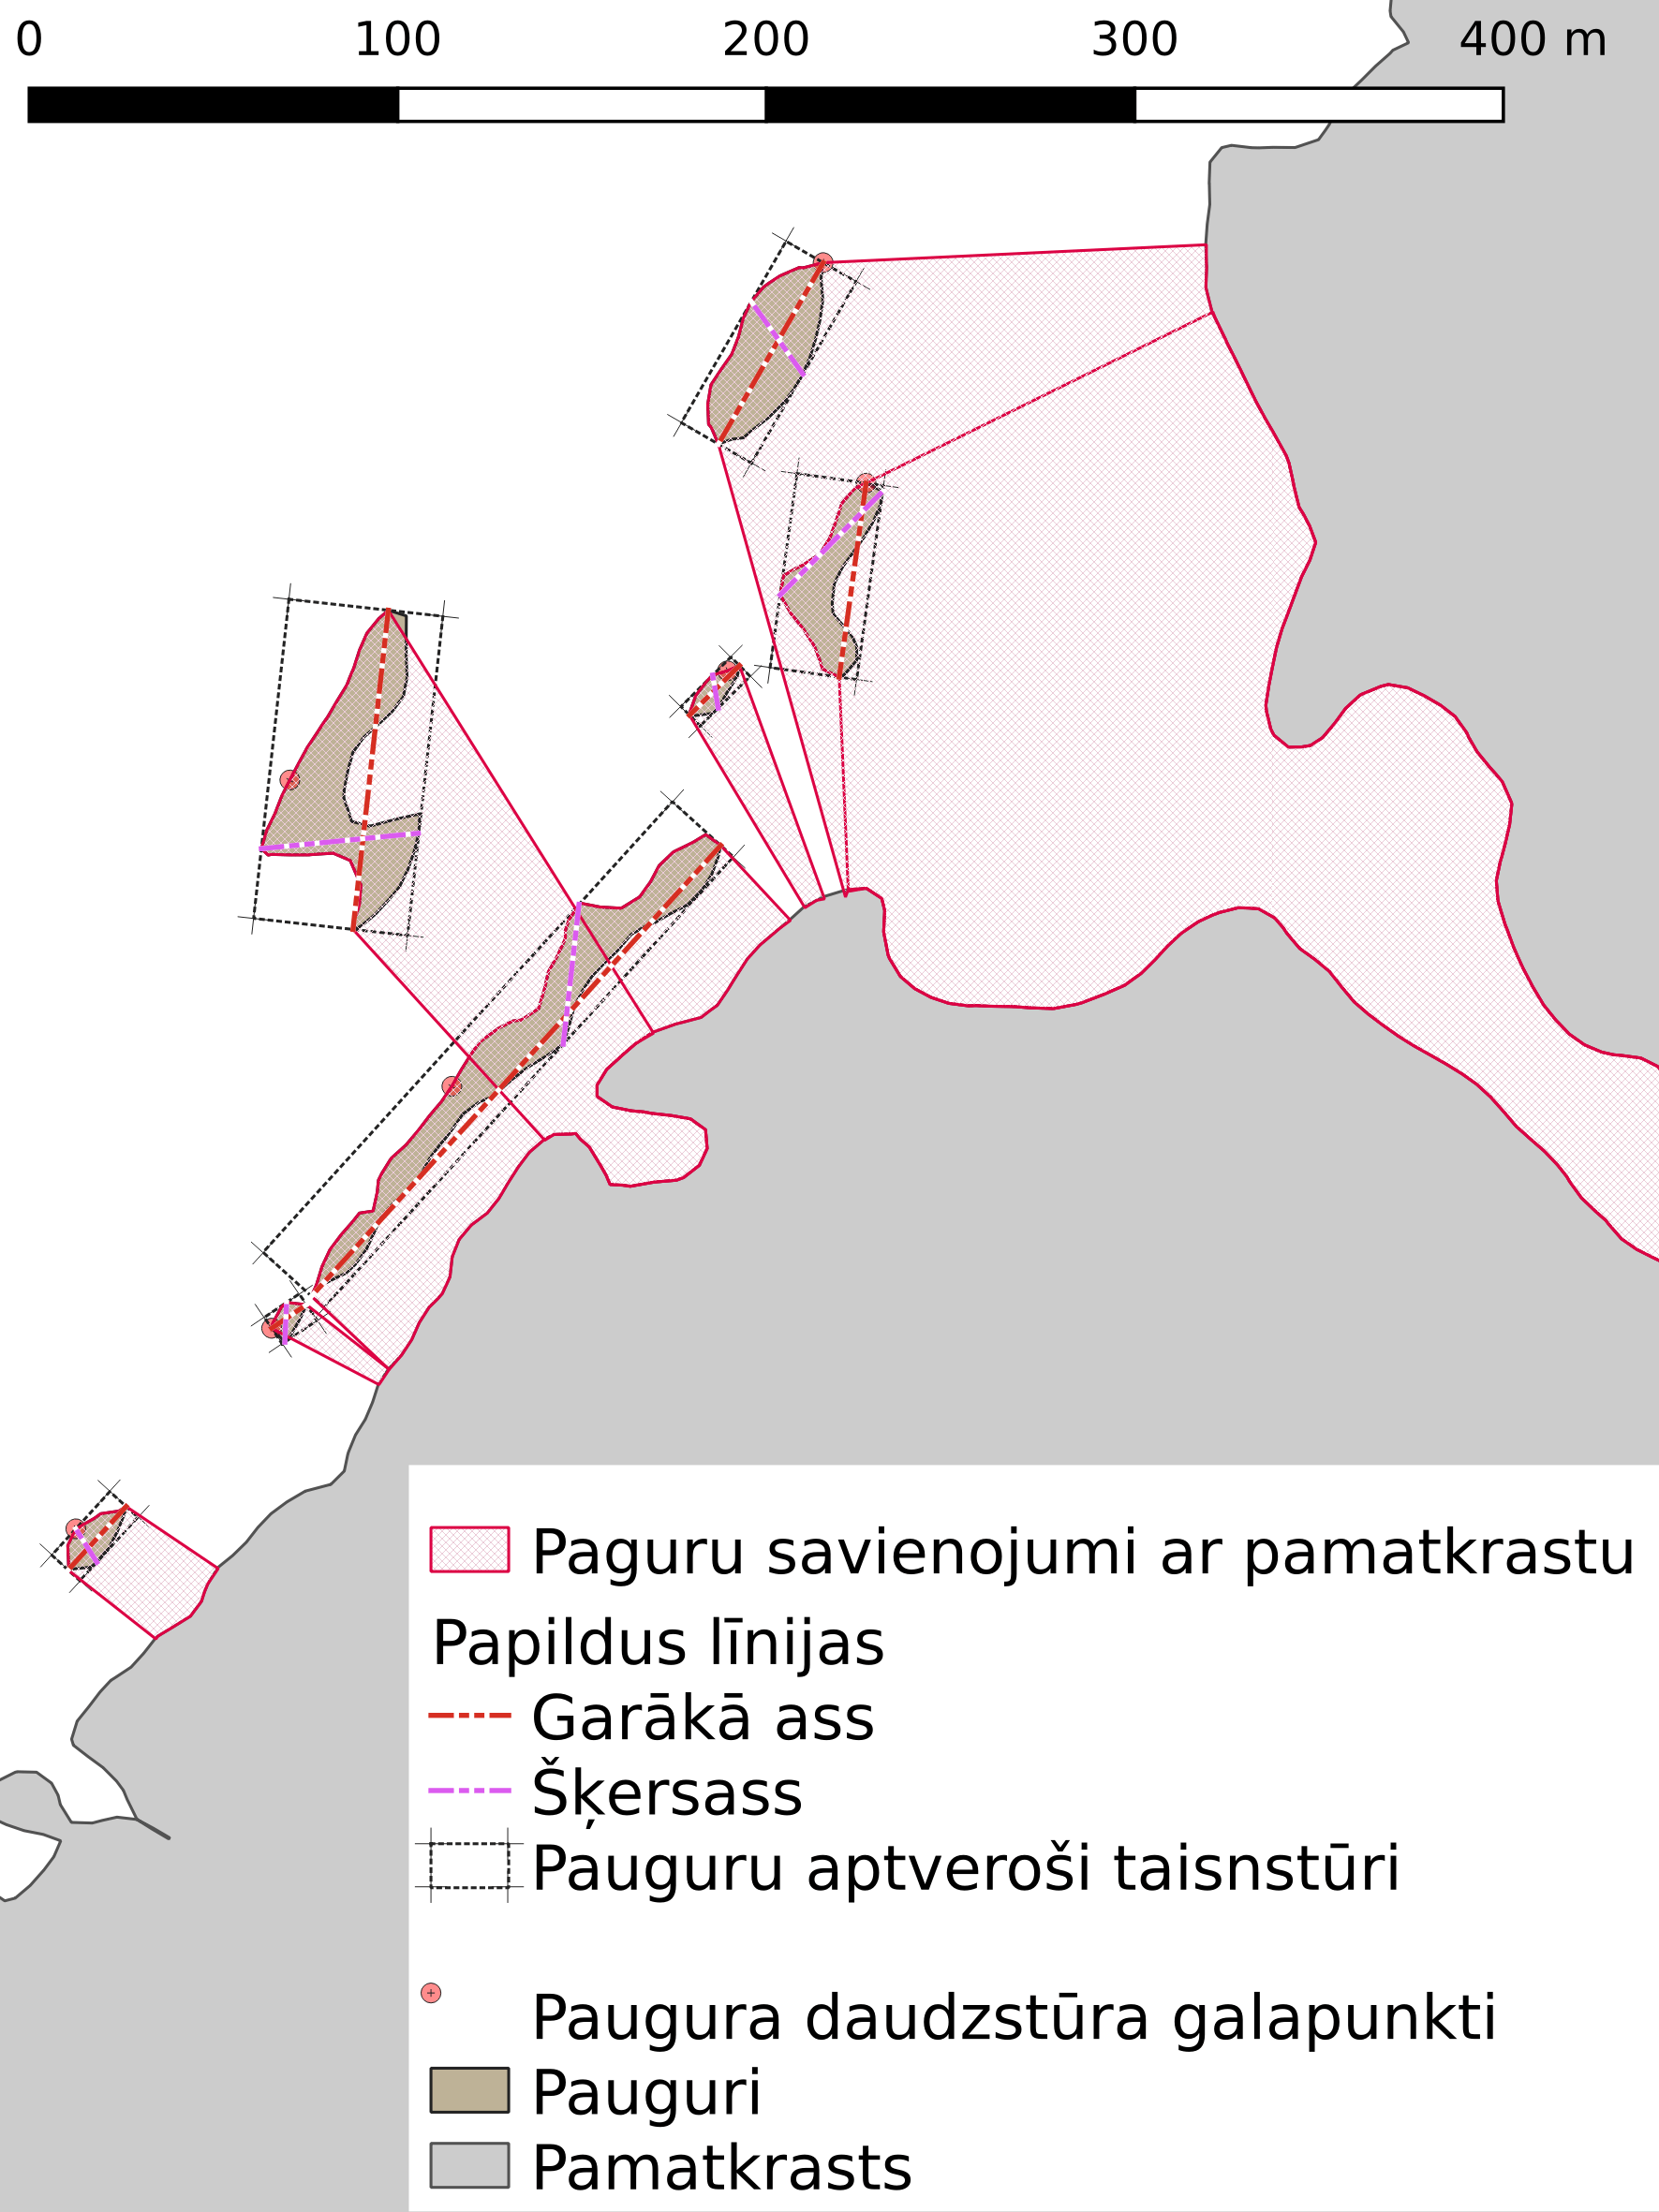 0 100 200 300 400 m
Paguru savienojumi ar pamatkrastu
Papildus līnijas
Garākā ass
Šķersass
Pauguru aptveroši taisnstūri
Paugura daudzstūra galapunkti
Pauguri
Pamatkrasts